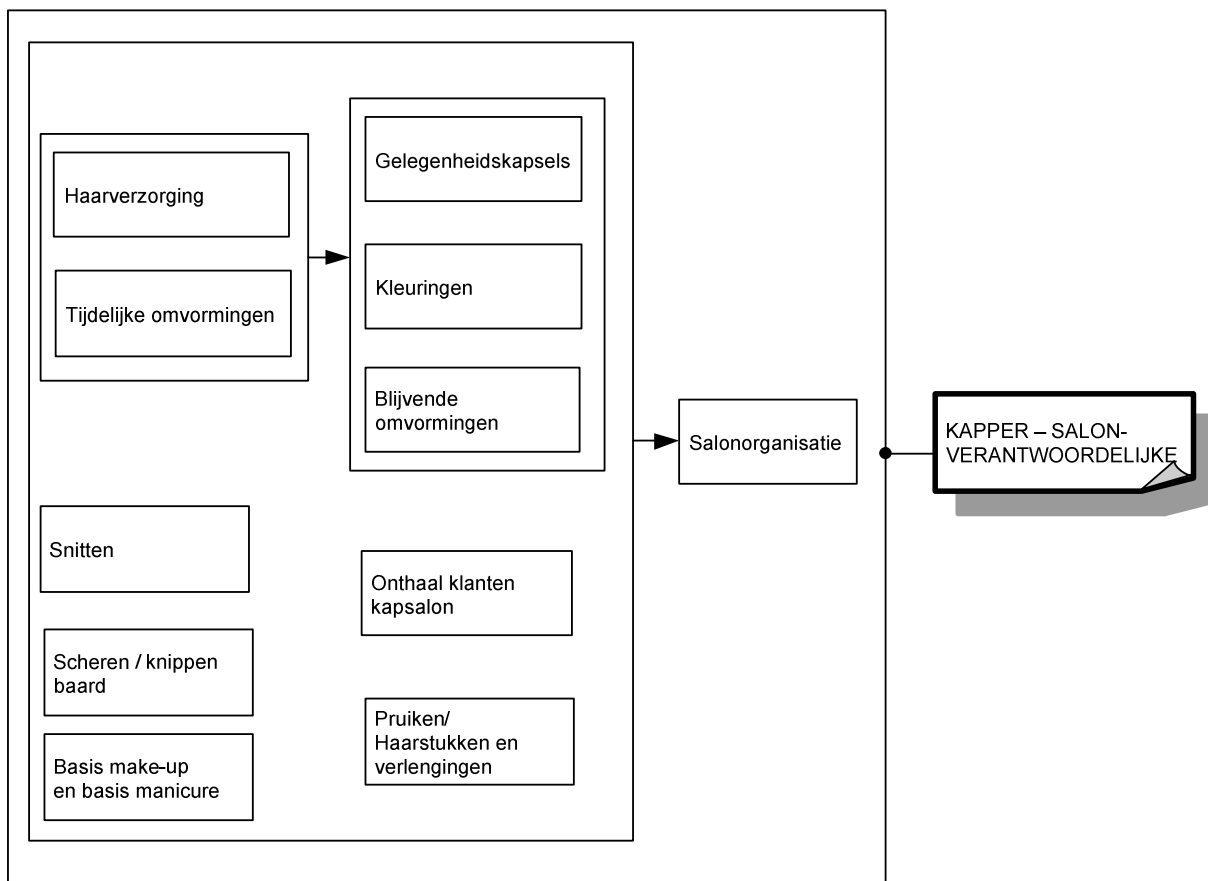 Haarverzorging
Tijdelijke omvormingen
Gelegenheidskapsels
Kleuringen
Blijvende
omvormingen
Snitten
Scheren / knippen
baard
Basis make-up
en basis manicure
Onthaal klanten
kapsalon
Pruiken/
Haarstukken en
verlengingen
Salonorganisatie
KAPPER – SALON-
VERANTWOORDELIJKE